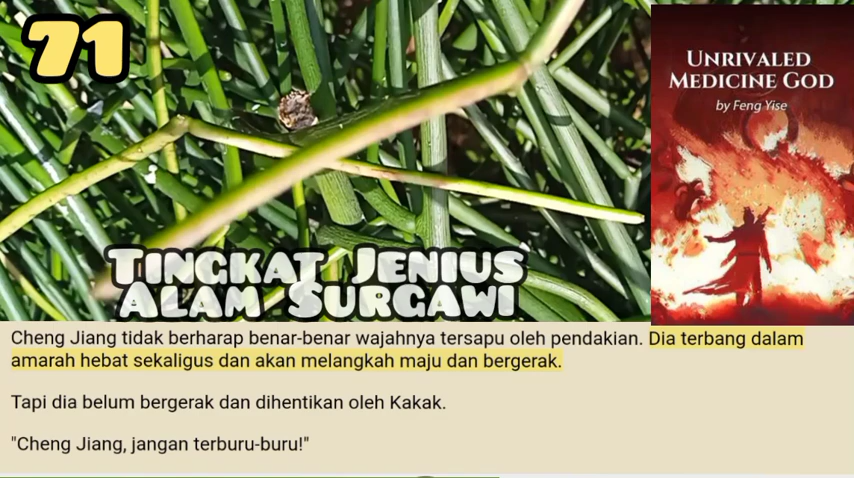 71
UNRIVALED
MEDICINE GOD
by Feng Yise
TINGKAT JENIUS
ALAM SURGAWI
Cheng Jiang tidak berharap benar-benar wajahnya tersapu oleh pendakian. Dia terbang dalam
amarah hebat sekaligus dan akan melangkah maju dan bergerak.
Tapi dia belum bergerak dan dihentikan oleh Kakak.
"Cheng Jiang, jangan terburu-buru!"